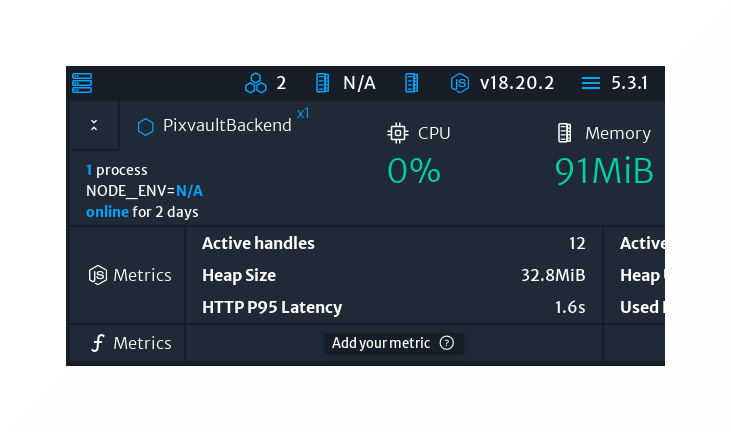 2 N/A v18.20.2 5.3.1
PixvaultBackend x1
CPU
0%
Memory
91MiB
1 process
NODE_ENV=N/A
online for 2 days
JS Metrics
Active handles 12
Heap Size 32.8MiB
HTTP P95 Latency 1.6s
Active
Heap
Used
Metrics
Add your metric ?